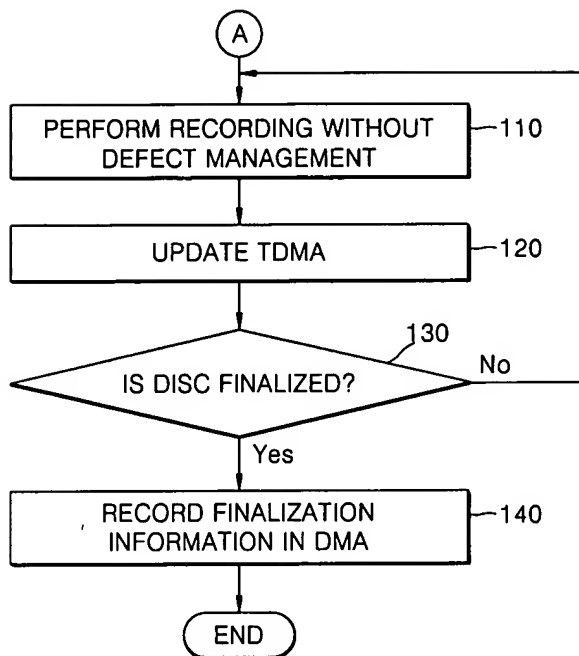 A
PERFORM RECORDING WITHOUT
DEFECT MANAGEMENT
110
UPDATE TDMA
120
130
IS DISC FINALIZED?
No
Yes
RECORD FINALIZATION
INFORMATION IN DMA
140
END